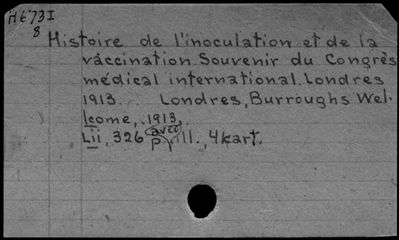 H673I
8
Histoire de l'inoculation et de la
vaccination. Souvenir du Congrès
médical international. Londres
1913. Londres, Burroughs Wel-
lcome, 1913,
Lii, 326 p avec ill., 4 kart.